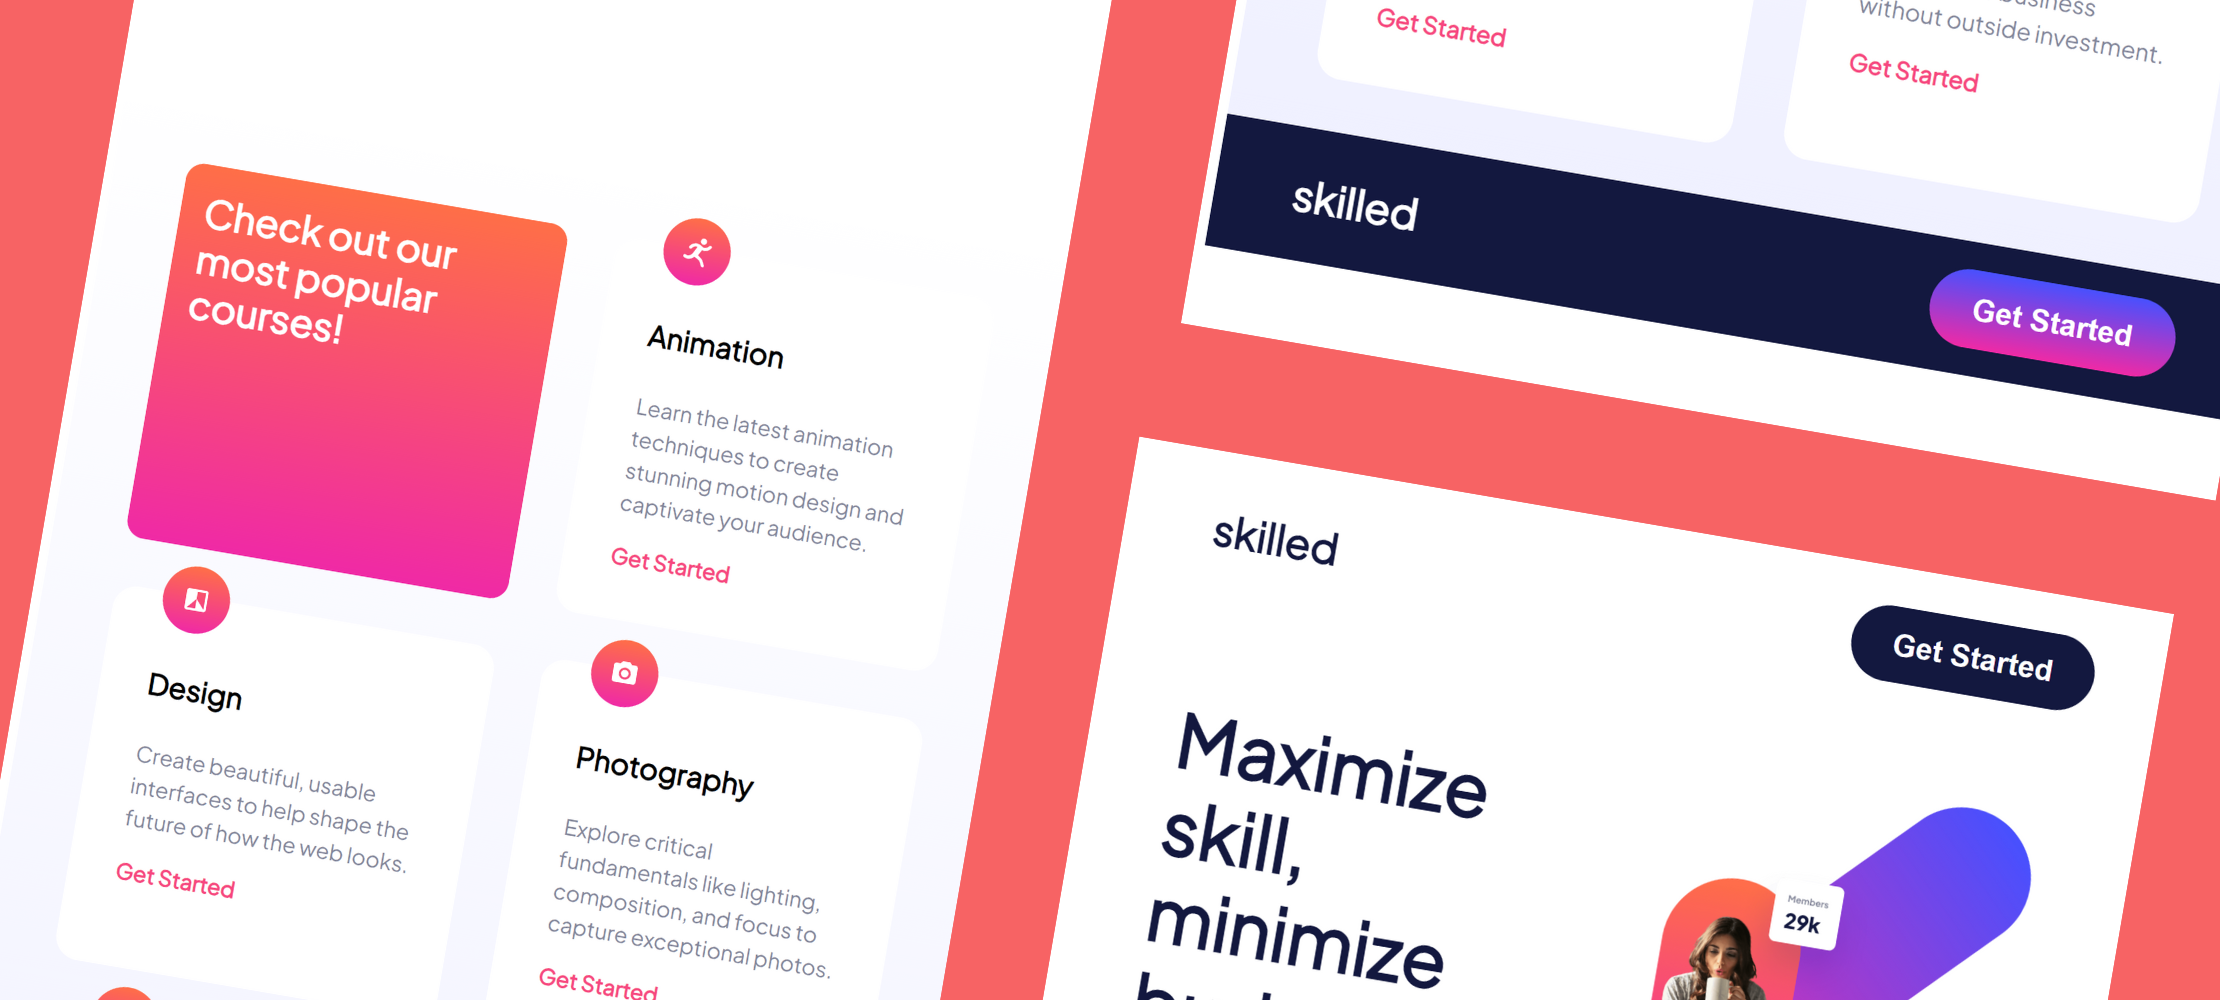 Check out our
most popular
courses!
Animation
Learn the latest animation
techniques to create
stunning motion design and
captivate your audience.
Get Started
Design
Create beautiful, usable
interfaces to help shape the
future of how the web looks.
Get Started
Photography
Explore critical
fundamentals like lighting,
composition, and focus to
capture exceptional photos.
Get Started
Get Started
without outside investment.
Get Started
skilled
Get Started
skilled
Get Started
Maximize
skill,
minimize
Members
29k